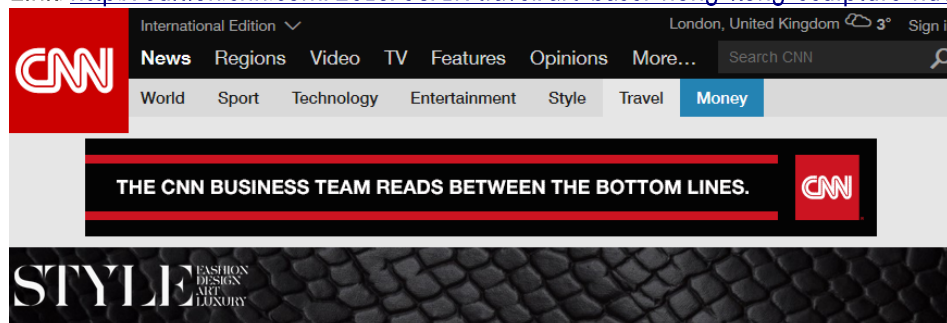 International Edition
London, United Kingdom 3° Sign i
CNN
News Regions Video TV Features Opinions More... Search CNN
World Sport Technology Entertainment Style Travel Money
THE CNN BUSINESS TEAM READS BETWEEN THE BOTTOM LINES. CNN
STYLE
FASHION
DESIGN
ART
LUXURY